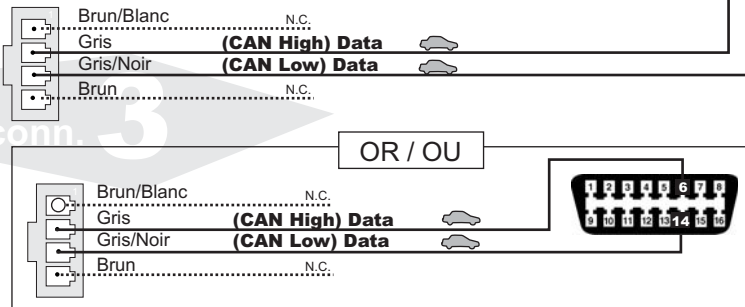 Brun/Blanc N.C.
Gris (CAN High) Data
Gris/Noir (CAN Low) Data
Brun N.C.
conn. 3
OR / OU
Brun/Blanc N.C.
Gris (CAN High) Data
Gris/Noir (CAN Low) Data
Brun N.C.
1 2 3 4 5 6 7 8
9 10 11 12 13 14 15 16